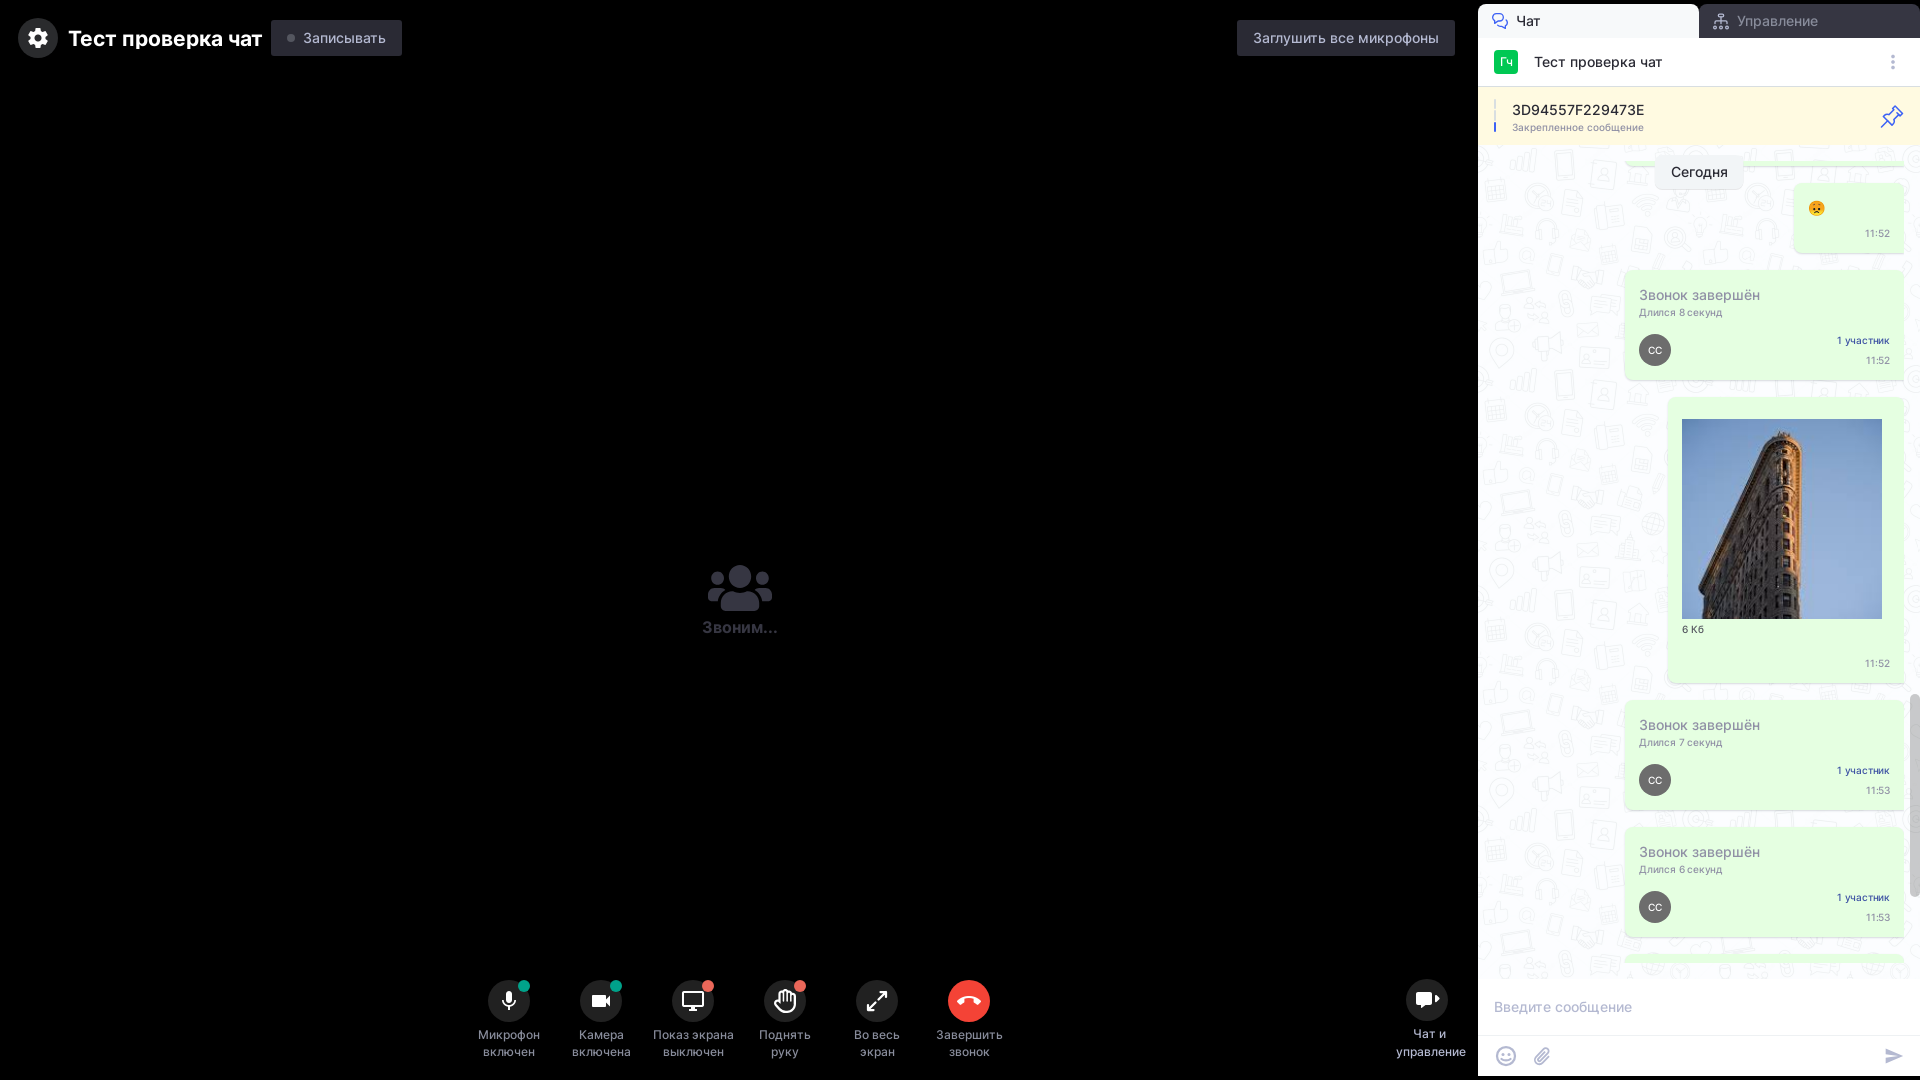 Тест проверка чат
Записывать
Заглушить все микрофоны
Звоним...
Микрофон
включен
Камера
включена
Показ экрана
выключен
Поднять
руку
Во весь
экран
Завершить
звонок
Чат и
управление
Чат
Управление
Гч
Тест проверка чат
3D94557F229473E
Закрепленное сообщение
Сегодня
11:52
Звонок завершён
Длился 8 секунд
СС
1 участник
11:52
6 Кб
11:52
Звонок завершён
Длился 7 секунд
СС
1 участник
11:53
Звонок завершён
Длился 6 секунд
СС
1 участник
11:53
Введите сообщение